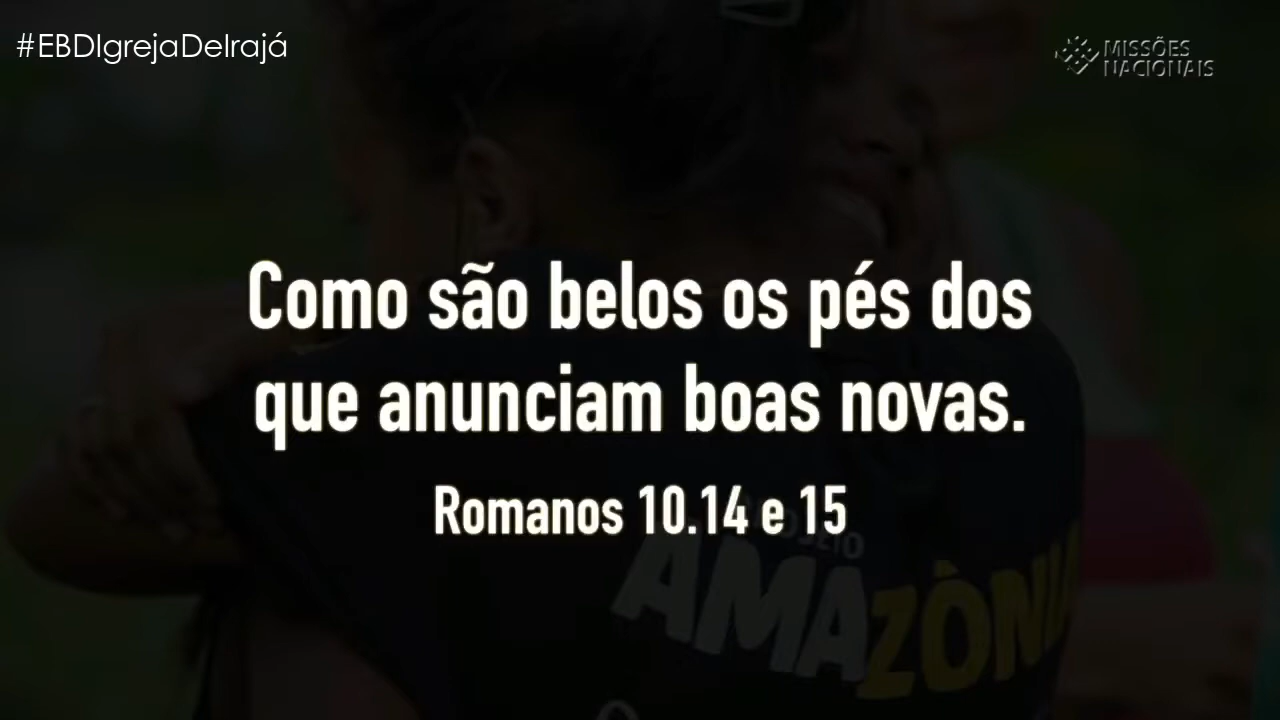 #EBDIgrejaDeIrajá
MISSÕES
NACIONAIS
Como são belos os pés dos
que anunciam boas novas.
Romanos 10.14 e 15
AMAZÔNIA